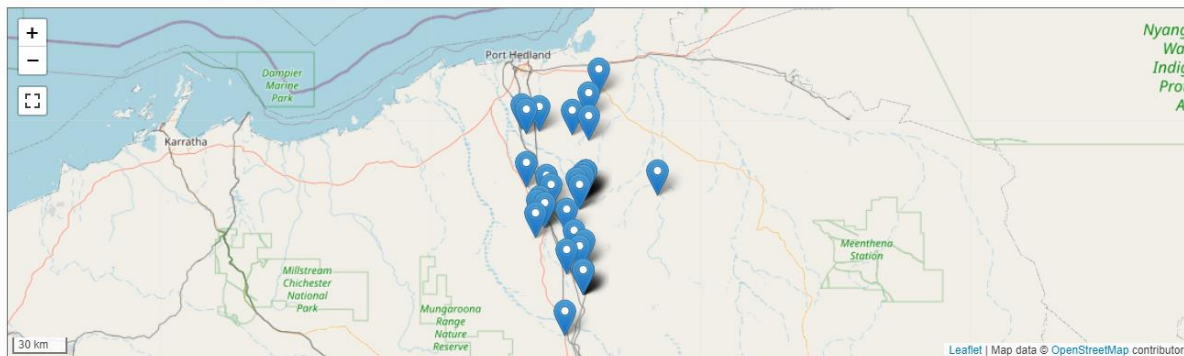 +
−
Port Hedland
Dampier
Marine
Park
Karratha
Nyang
Wa
Indig
Pro
A
Meenthena
Station
Millstream
Chichester
National
Park
Mungaroona
Range
Nature
Reserve
30 km
Leaflet | Map data © OpenStreetMap contributor